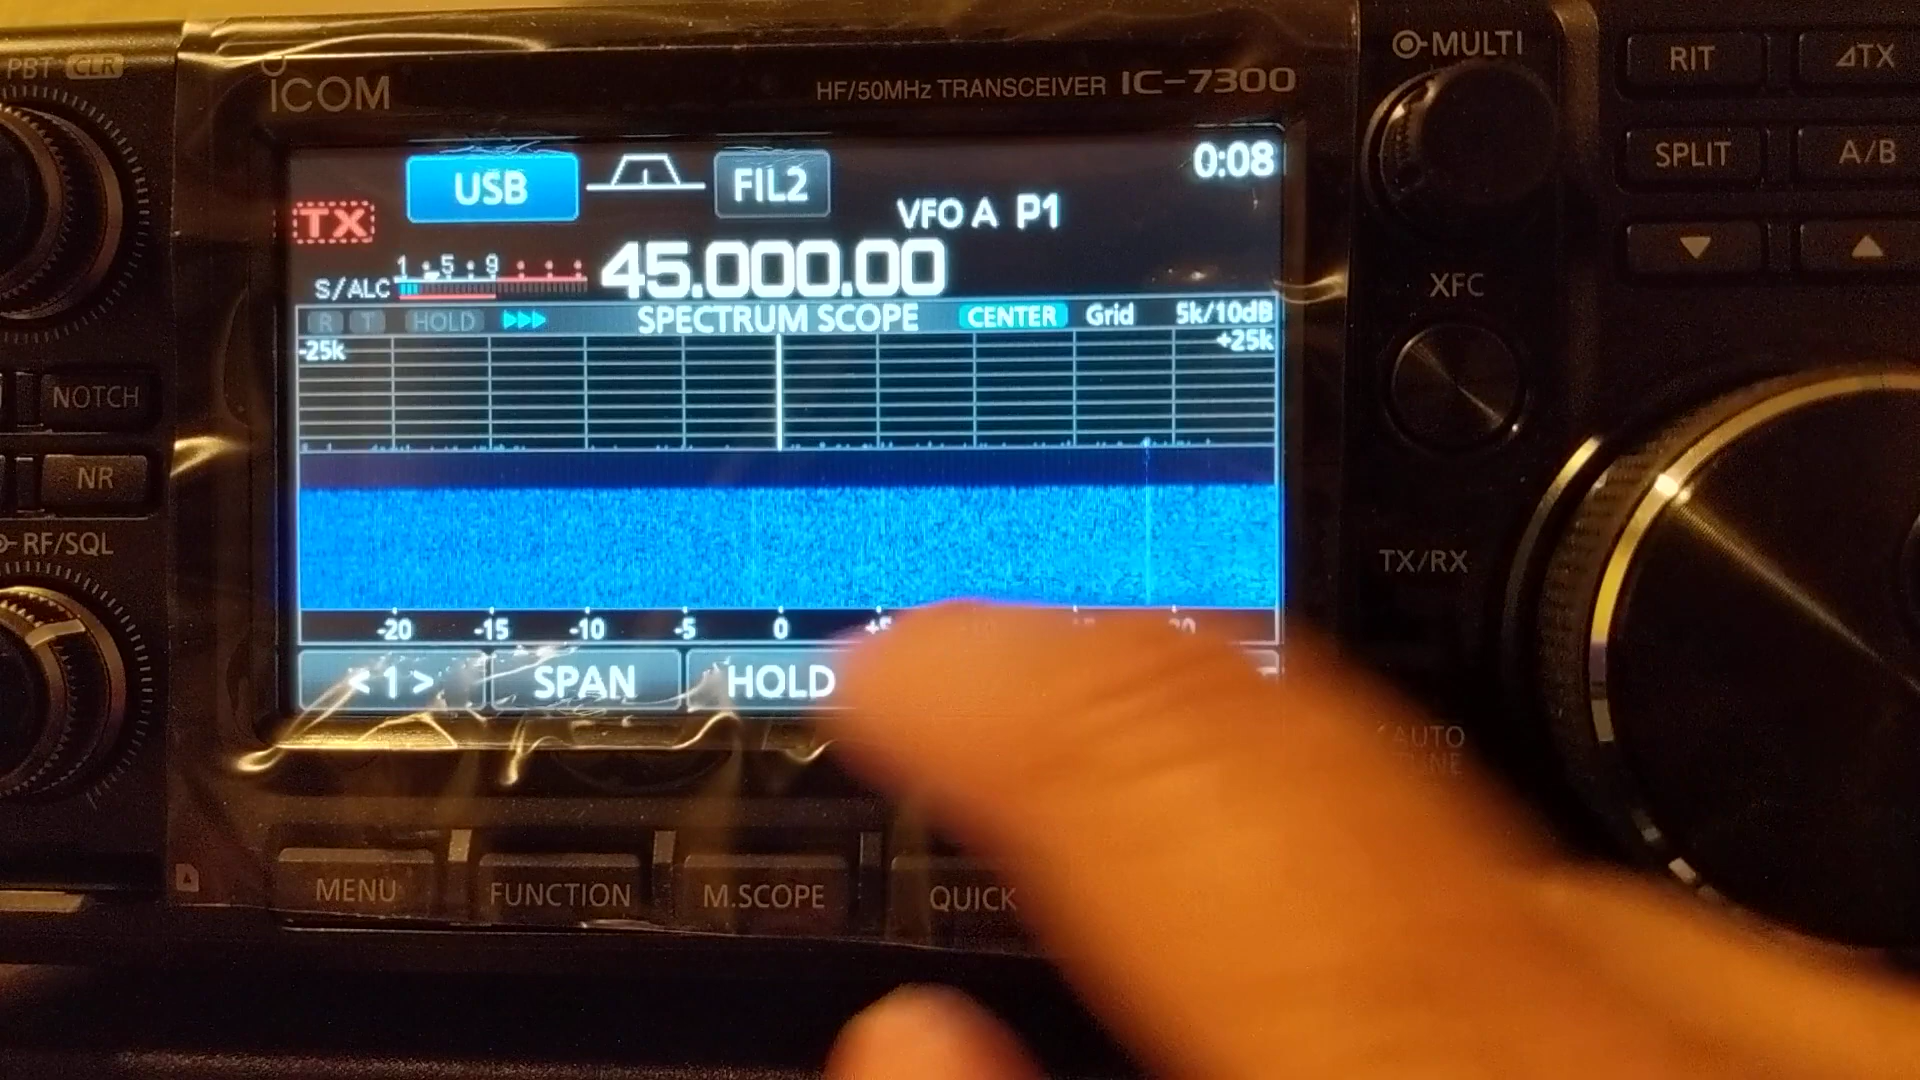 PBT CLR
ICOM
HF/50MHz TRANSCEIVER IC-7300
MULTI
RIT
⊿TX
USB
FIL2
0:08
TX
VFO A P1
SPLIT
A/B
1 5 9
45.000.00
S/ALC
R T HOLD
SPECTRUM SCOPE
CENTER
Grid
5k/10dB
-25k
+25k
XFC
NOTCH
NR
RF/SQL
TX/RX
-20 -15 -10 -5 0
<1>
SPAN
HOLD
AUTO
MENU
FUNCTION
M.SCOPE
QUICK